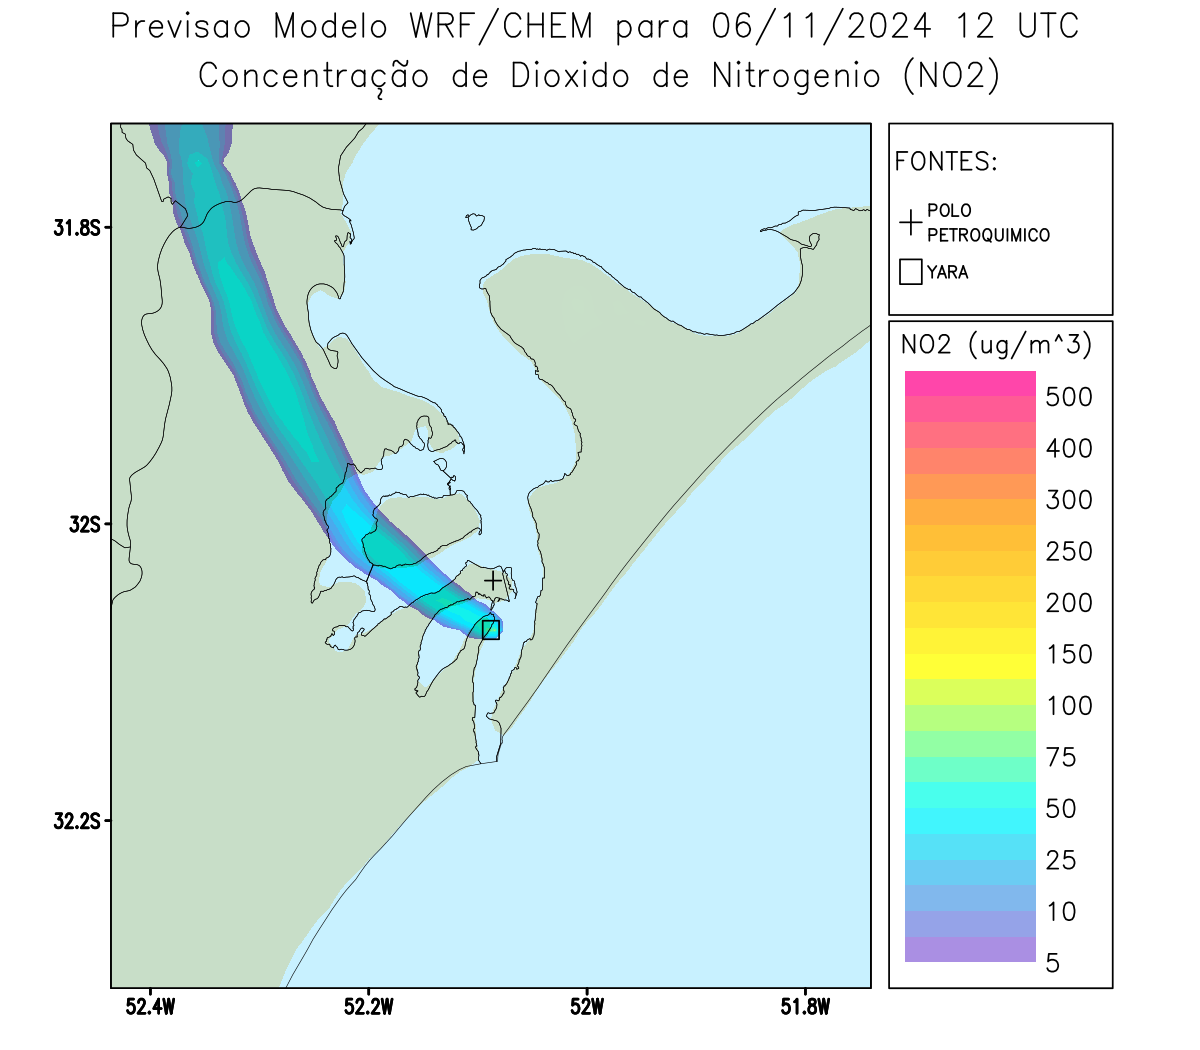 Previsao Modelo WRF/CHEM para 06/11/2024 12 UTC
Concentração de Dioxido de Nitrogenio (NO2)
FONTES:
POLO
PETROQUIMICO
YARA
NO2 (ug/m^3)
500
400
300
250
200
150
100
75
50
25
10
5
31.8S
32S
32.2S
52.4W
52.2W
52W
51.8W